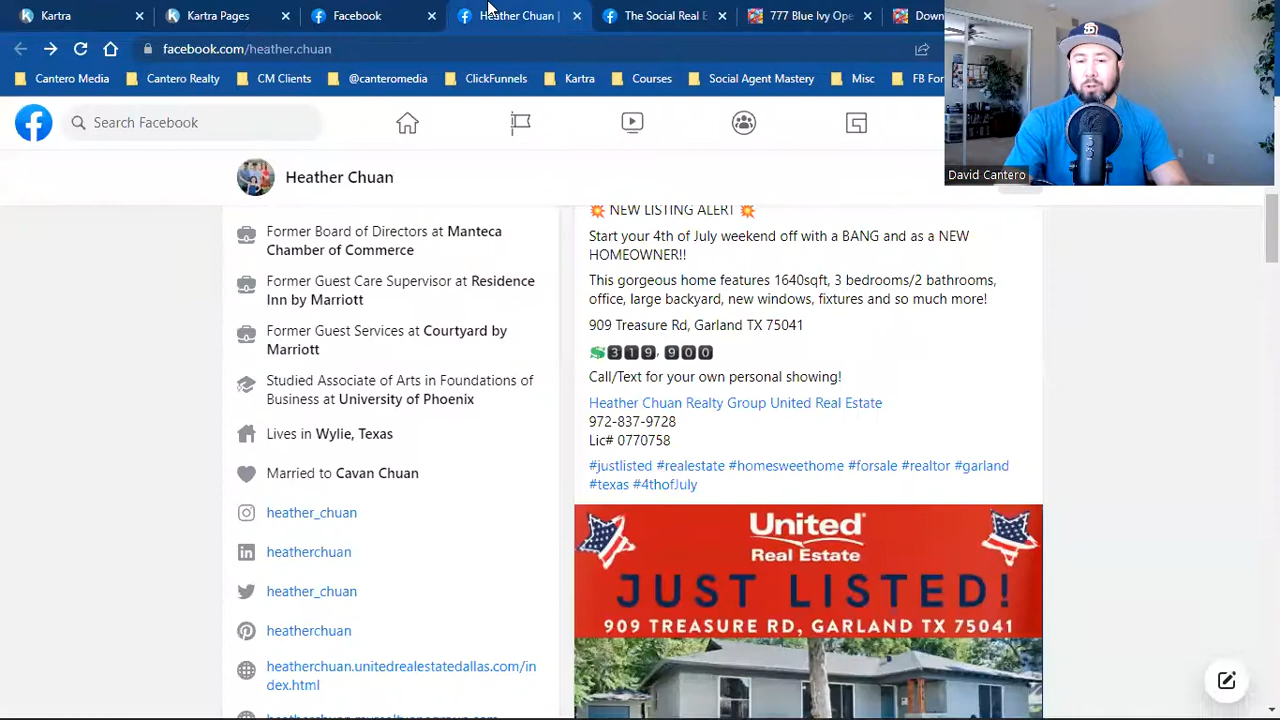 Kartra
Kartra Pages
Facebook
Heather Chuan |
The Social Real E
777 Blue Ivy Ope
Down
facebook.com/heather.chuan
Cantero Media
Cantero Realty
CM Clients
@canteromedia
ClickFunnels
Kartra
Courses
Social Agent Mastery
Misc
FB For
Search Facebook
David Cantero
Heather Chuan
Former Board of Directors at Manteca
Chamber of Commerce
Former Guest Care Supervisor at Residence
Inn by Marriott
Former Guest Services at Courtyard by
Marriott
Studied Associate of Arts in Foundations of
Business at University of Phoenix
Lives in Wylie, Texas
Married to Cavan Chuan
heather_chuan
heatherchuan
heather_chuan
heatherchuan
heatherchuan.unitedrealestatedallas.com/in
dex.html
💥 NEW LISTING ALERT 💥
Start your 4th of July weekend off with a BANG and as a NEW
HOMEOWNER!!
This gorgeous home features 1640sqft, 3 bedrooms/2 bathrooms,
office, large backyard, new windows, fixtures and so much more!
909 Treasure Rd, Garland TX 75041
💲319,900
Call/Text for your own personal showing!
Heather Chuan Realty Group United Real Estate
972-837-9728
Lic# 0770758
#justlisted #realestate #homesweethome #forsale #realtor #garland
#texas #4thofJuly
United
Real Estate
JUST LISTED!
909 TREASURE RD, GARLAND TX 75041